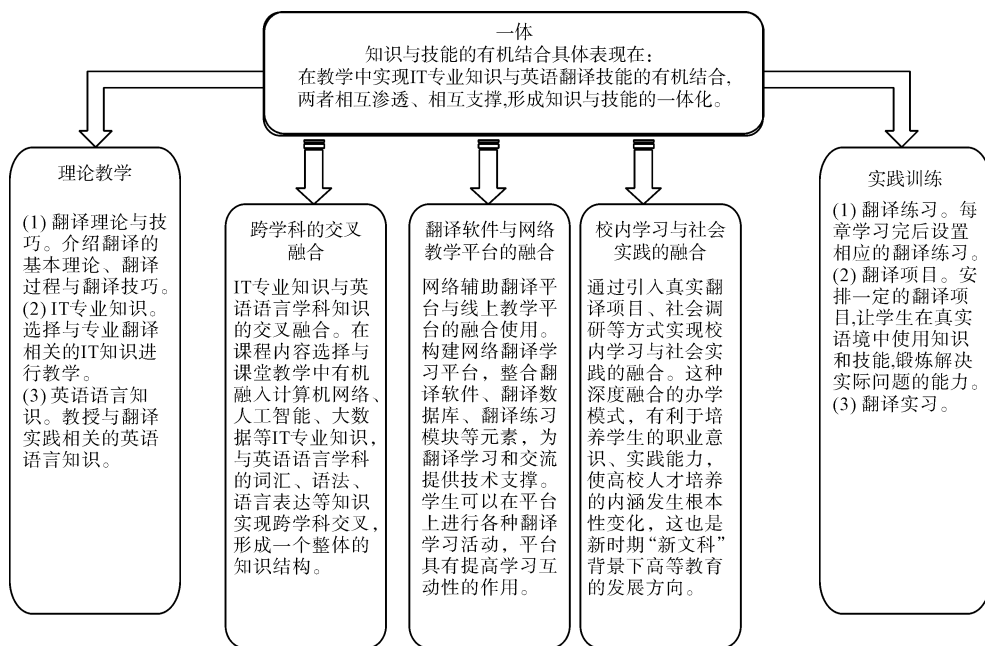 一体
知识与技能的有机结合具体表现在：
在教学中实现IT专业知识与英语翻译技能的有机结合,
两者相互渗透、相互支撑,形成知识与技能的一体化。
理论教学
(1) 翻译理论与技
巧。介绍翻译的
基本理论、翻译
过程与翻译技巧。
(2) IT专业知识。
选择与专业翻译
相关的IT知识进
行教学。
(3) 英语语言知
识。教授与翻译
实践相关的英语
语言知识。
跨学科的交叉
融合
IT专业知识与英
语语言学科知识
的交叉融合。在
课程内容选择与
课堂教学中有机
融入计算机网络、
人工智能、大数
据等IT专业知识,
与英语语言学科
的词汇、语法、
语言表达等知识
实现跨学科交叉,
形成一个整体的
知识结构。
翻译软件与网络
教学平台的融合
网络辅助翻译平
台与线上教学平
台的融合使用。
构建网络翻译学
习平台，整合翻
译软件、翻译数
据库、翻译练习
模块等元素，为
翻译学习和交流
提供技术支撑。
学生可以在平台
上进行各种翻译
学习活动，平台
具有提高学习互
动性的作用。
校内学习与社会
实践的融合
通过引入真实翻
译项目、社会调
研等方式实现校
内学习与社会实
践的融合。这种
深度融合的办学
模式，有利于培
养学生的职业意
识、实践能力，
使高校人才培养
的内涵发生根本
性变化，这也是
新时期“新文科”
背景下高等教育
的发展方向。
实践训练
(1) 翻译练习。每
章学习完后设置
相应的翻译练习。
(2) 翻译项目。安
排一定的翻译项
目,让学生在真实
语境中使用知识
和技能,锻炼解决
实际问题的能力。
(3) 翻译实习。